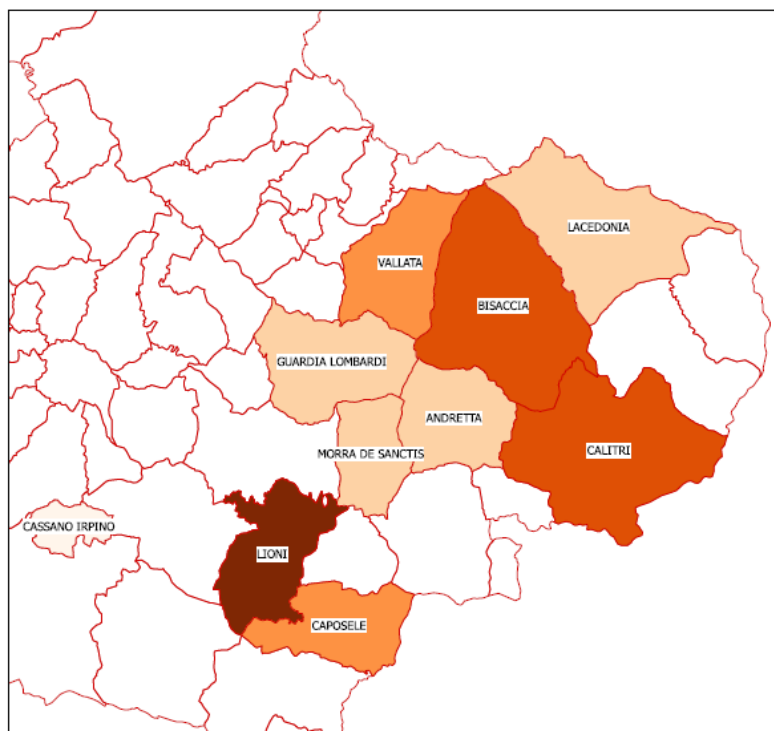 LACEDONIA
VALLATA
BISACCIA
GUARDIA LOMBARDI
ANDRETTA
MORRA DE SANCTIS
CALITRI
CASSANO IRPINO
LIONI
CAPOSELE